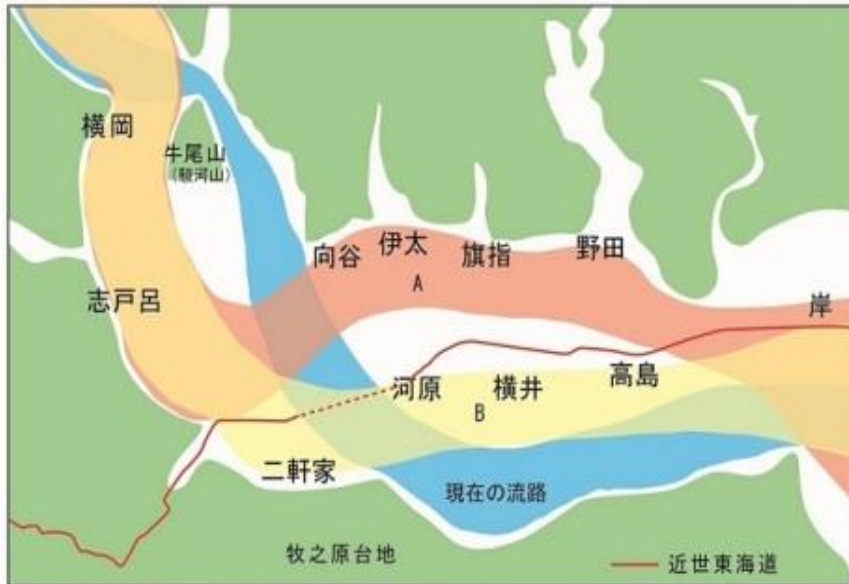 横岡
牛尾山
(駿河山)
向谷
伊太
旗指
野田
A
志戸呂
岸
河原
横井
高島
B
二軒家
現在の流路
牧之原台地
近世東海道